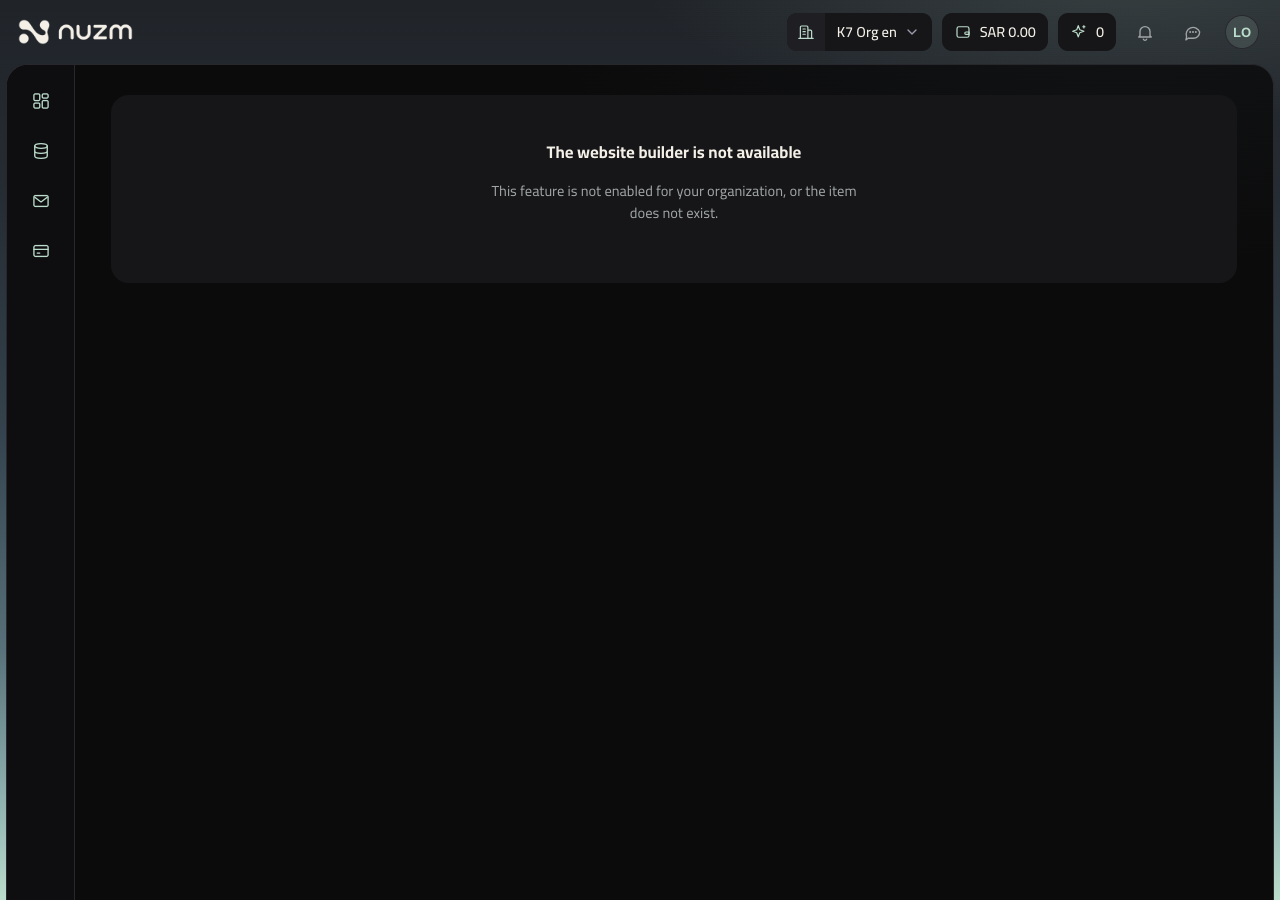 nuzm
K7 Org en
SAR 0.00
0
LO
The website builder is not available
This feature is not enabled for your organization, or the item
does not exist.